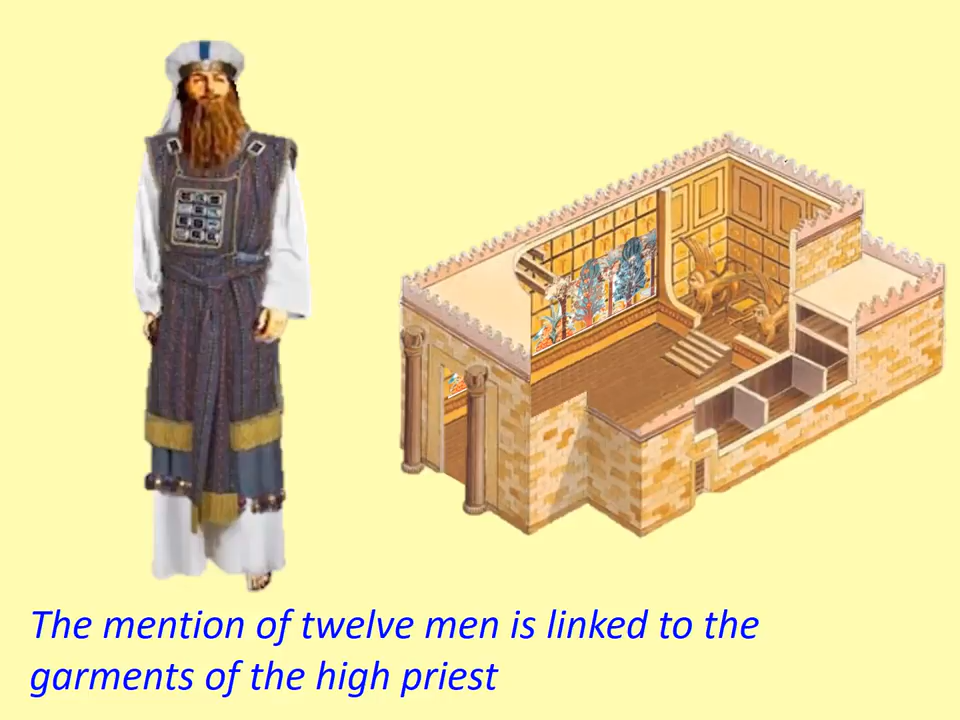 The mention of twelve men is linked to the
garments of the high priest